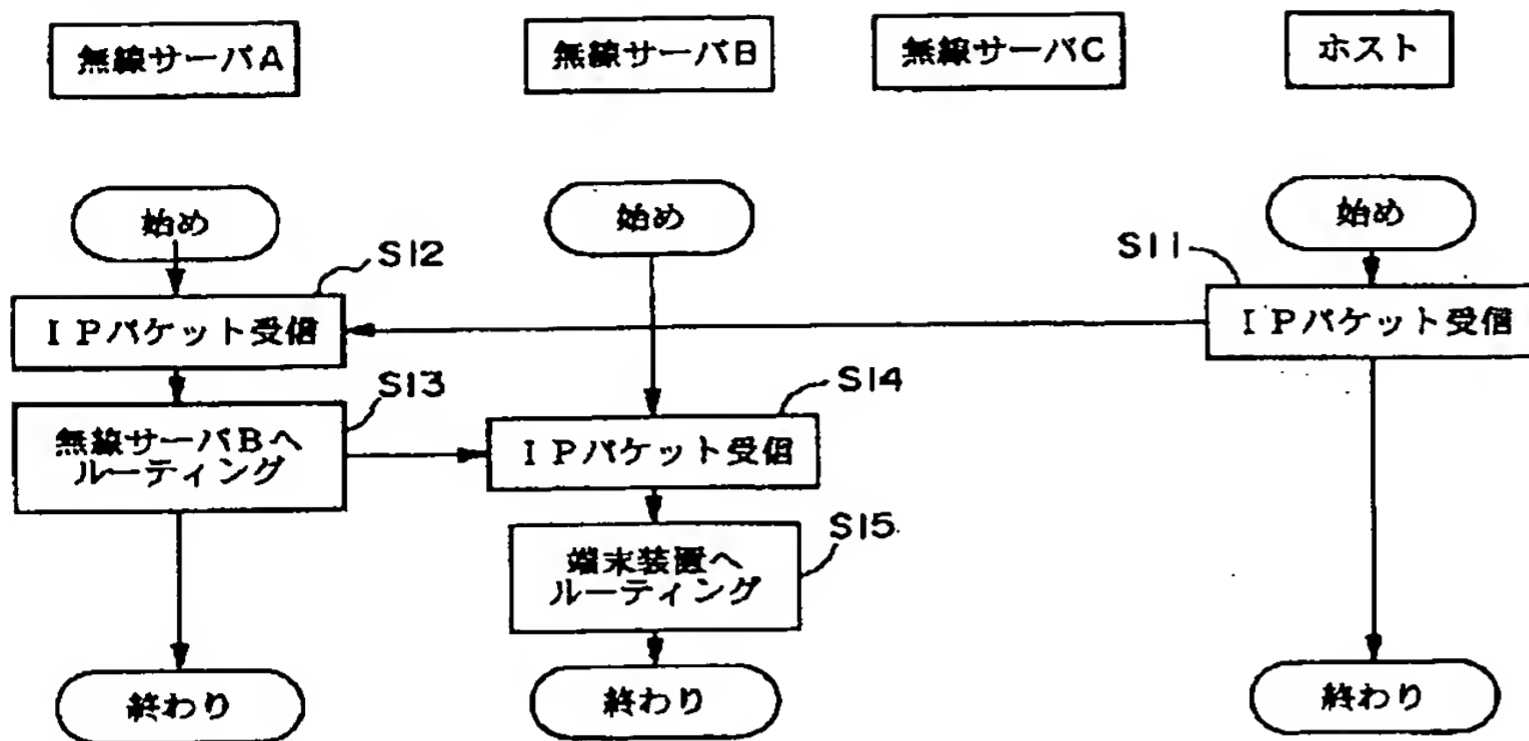 無線サーバA
無線サーバB
無線サーバC
ホスト
始め
始め
始め
S12
S11
IPパケット受信
IPパケット受信
S13
S14
無線サーバBへ
ルーティング
IPパケット受信
S15
端末装置へ
ルーティング
終わり
終わり
終わり